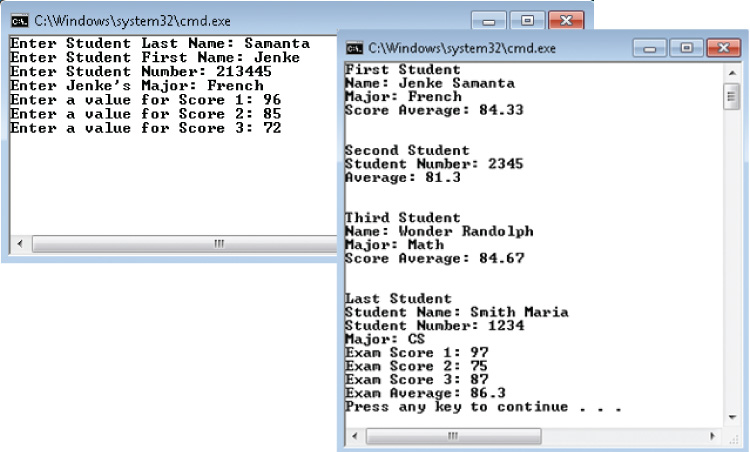 C:\Windows\system32\cmd.exe
Enter Student Last Name: Samanta
Enter Student First Name: Jenke
Enter Student Number: 213445
Enter Jenke's Major: French
Enter a value for Score 1: 96
Enter a value for Score 2: 85
Enter a value for Score 3: 72
C:\Windows\system32\cmd.exe
First Student
Name: Jenke Samanta
Major: French
Score Average: 84.33
Second Student
Student Number: 2345
Average: 81.3
Third Student
Name: Wonder Randolph
Major: Math
Score Average: 84.67
Last Student
Student Name: Smith Maria
Student Number: 1234
Major: CS
Exam Score 1: 97
Exam Score 2: 75
Exam Score 3: 87
Exam Average: 86.3
Press any key to continue . . .